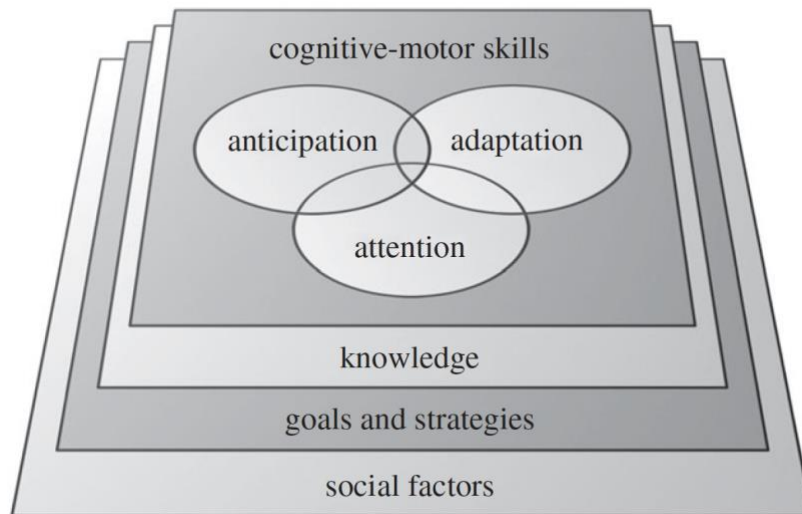 cognitive-motor skills
anticipation adaptation
attention
knowledge
goals and strategies
social factors